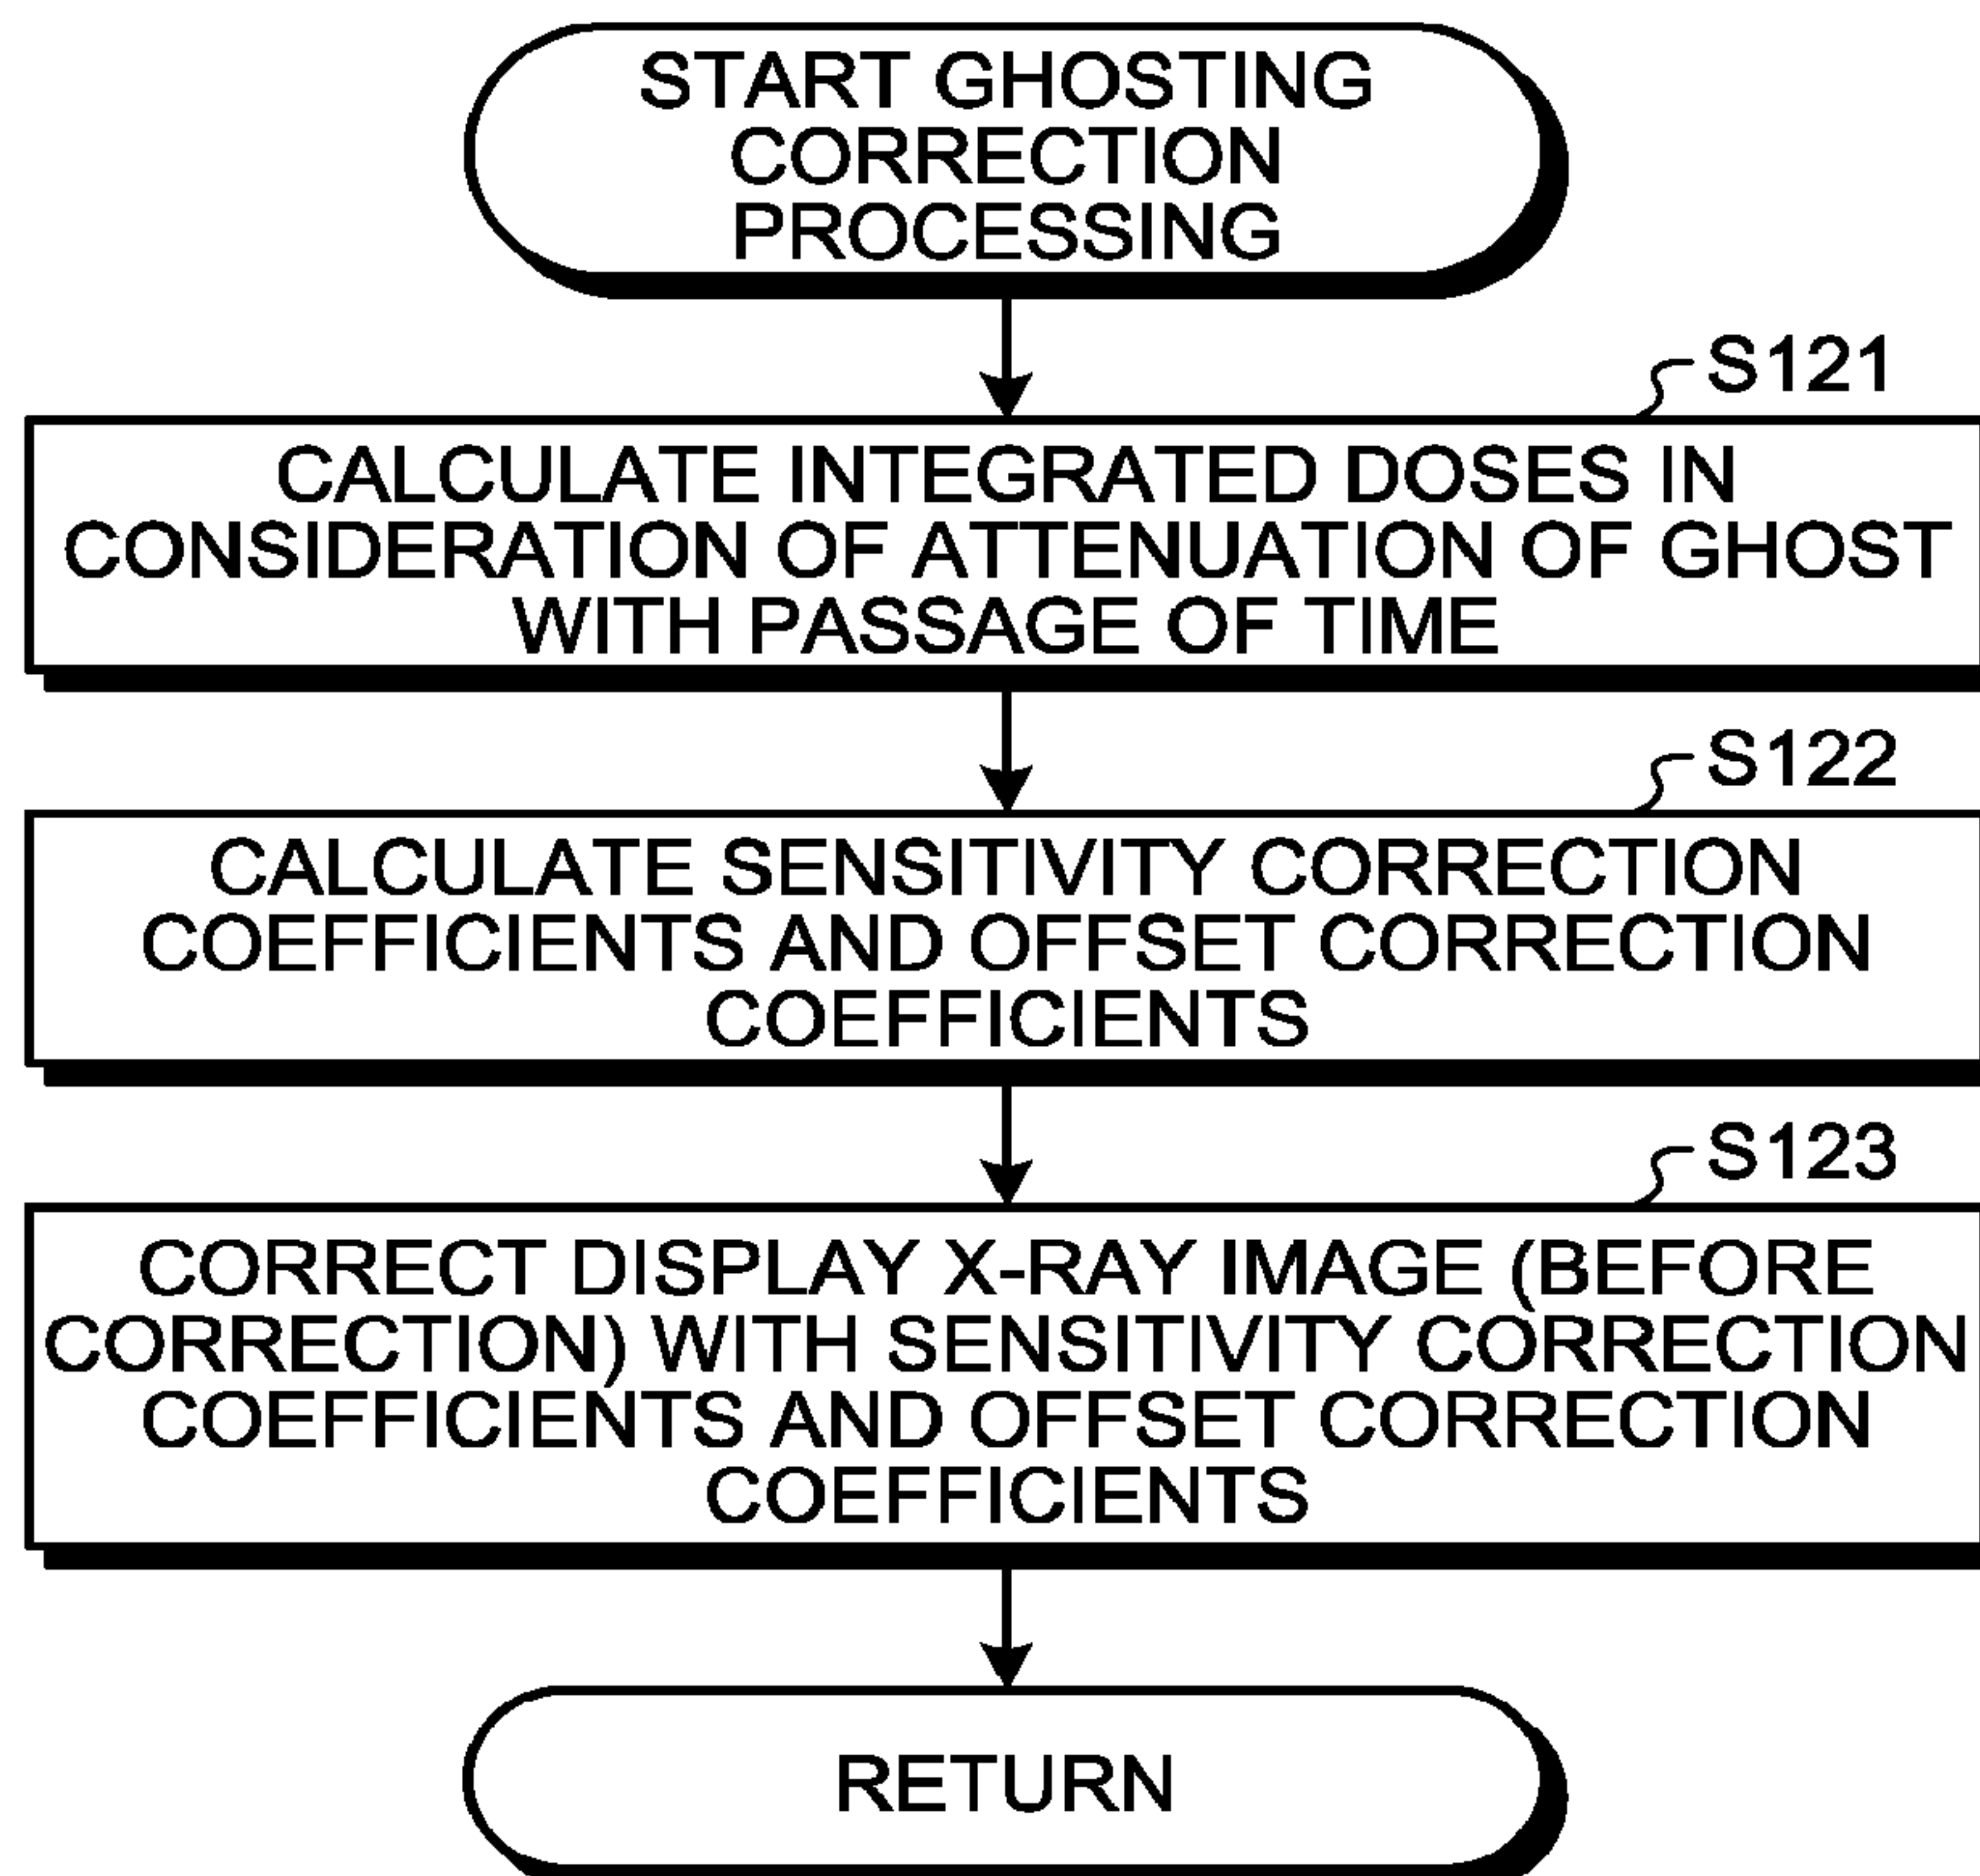 START GHOSTING
CORRECTION
PROCESSING
S121
CALCULATE INTEGRATED DOSES IN
CONSIDERATION OF ATTENUATION OF GHOST
WITH PASSAGE OF TIME
S122
CALCULATE SENSITIVITY CORRECTION
COEFFICIENTS AND OFFSET CORRECTION
COEFFICIENTS
S123
CORRECT DISPLAY X-RAY IMAGE (BEFORE
CORRECTION) WITH SENSITIVITY CORRECTION
COEFFICIENTS AND OFFSET CORRECTION
COEFFICIENTS
RETURN